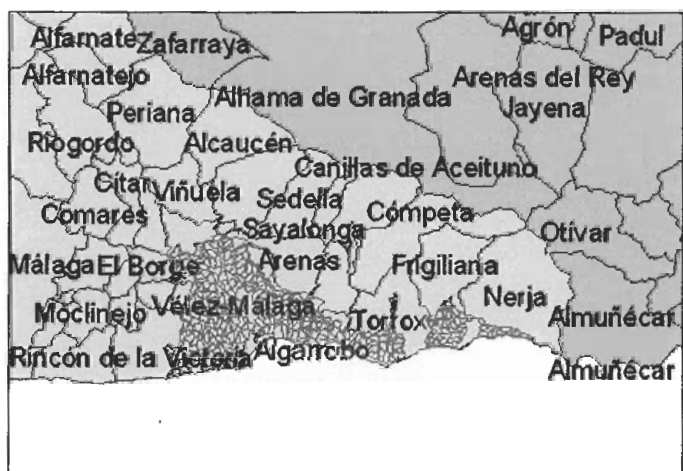 Agrón
Padul
Alfarnate
Zafarraya
Alfarnatejo
Arenas del Rey
Alhama de Granada
Jayena
Periana
Riogordo
Alcaucén
Canillas de Aceituno
Cítar
Viñuela
Sedella
Comares
Cómpeta
Sayalonga
Otívar
Málaga
El Borge
Arenas
Frigiliana
Nerja
Moclinejo
Vélez-Málaga
Torrox
Almuñécar
Rincón de la Victoria
Algarrobo
Almuñécar